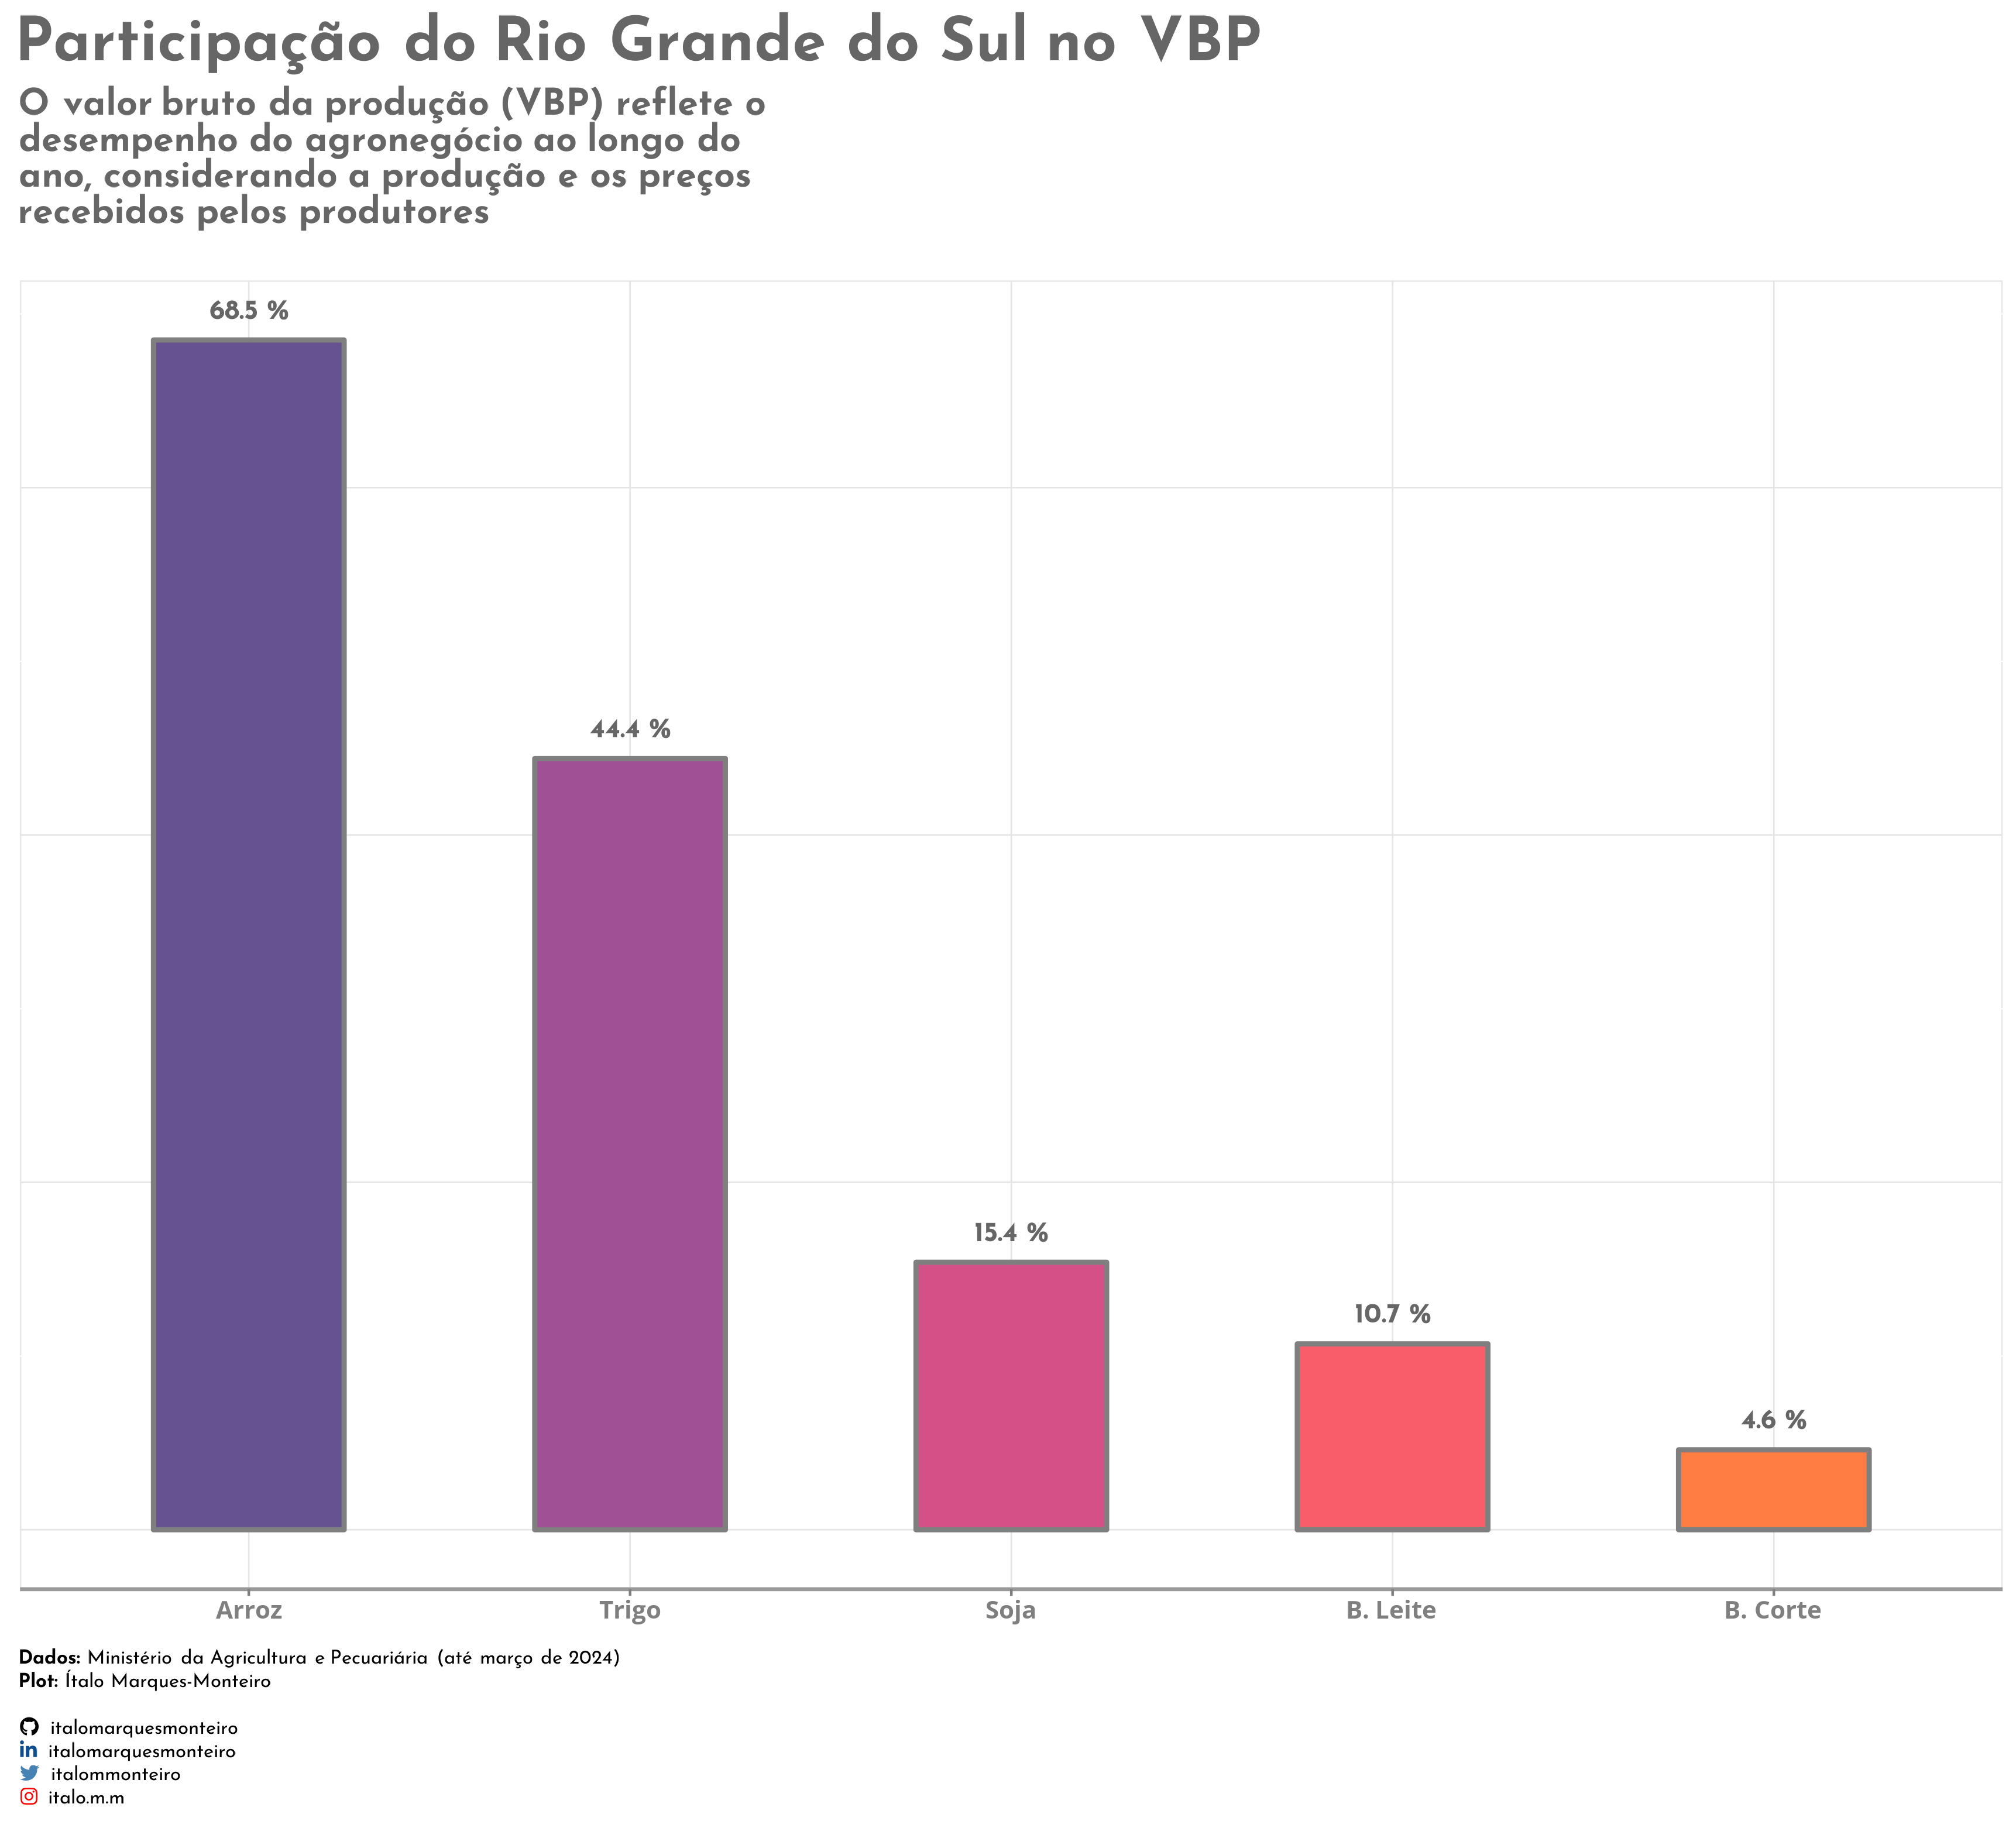 Participação do Rio Grande do Sul no VBP
O valor bruto da produção (VBP) reflete o
desempenho do agronegócio ao longo do
ano, considerando a produção e os preços
recebidos pelos produtores
68.5 %
44.4 %
15.4 %
10.7 %
4.6 %
Arroz
Trigo
Soja
B. Leite
B. Corte
Dados: Ministério da Agricultura e Pecuariária (até março de 2024)
Plot: Ítalo Marques-Monteiro
italomarquesmonteiro
italomarquesmonteiro
italommonteiro
italo.m.m